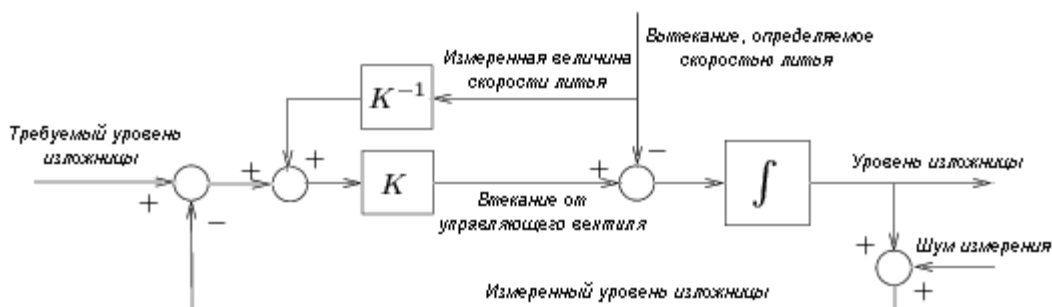 Вытекание, определяемое
скоростью литья
Измеренная величина
скорости литья
K⁻¹
Требуемый уровень
изложницы
+
+
+
−
Уровень изложницы
+
−
+
K
∫
Втекание от
управляющего вентиля
+
Шум измерения
+
Измеренный уровень изложницы